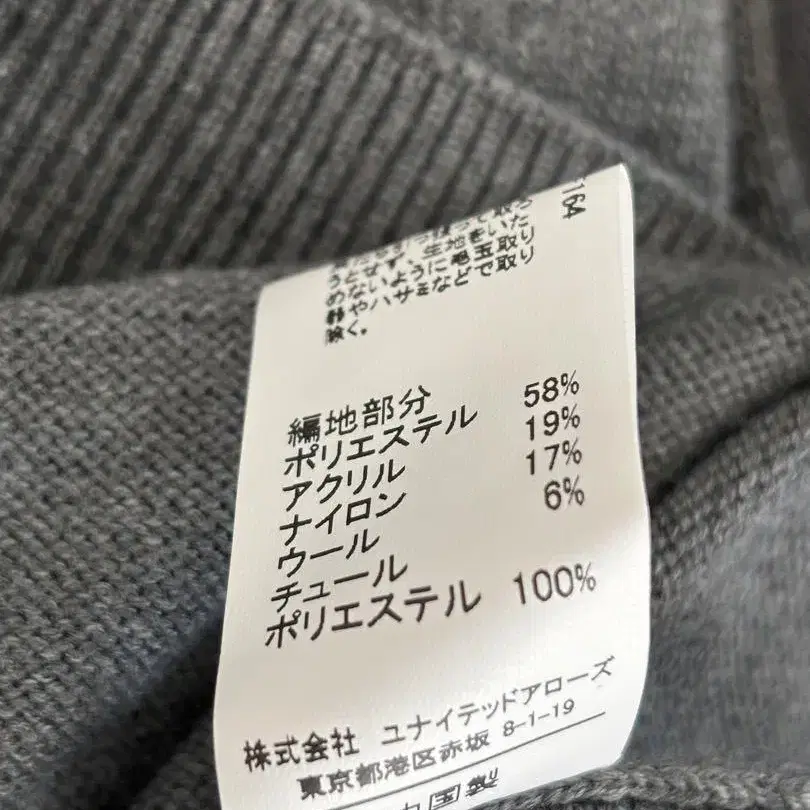 164
うとせず、生地をいた
めないように毛玉取り
器やハサミなどで取り
除く。
編地部分
ポリエステル 58%
アクリル 19%
ナイロン 17%
ウール 6%
チュール
ポリエステル 100%
株式会社 ユナイテッドアローズ
東京都港区赤坂 8-1-19
中国製